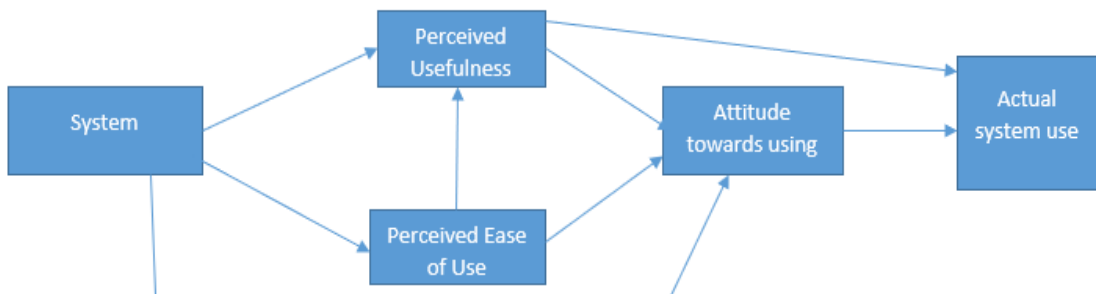 System
Perceived
Usefulness
Perceived Ease
of Use
Attitude
towards using
Actual
system use